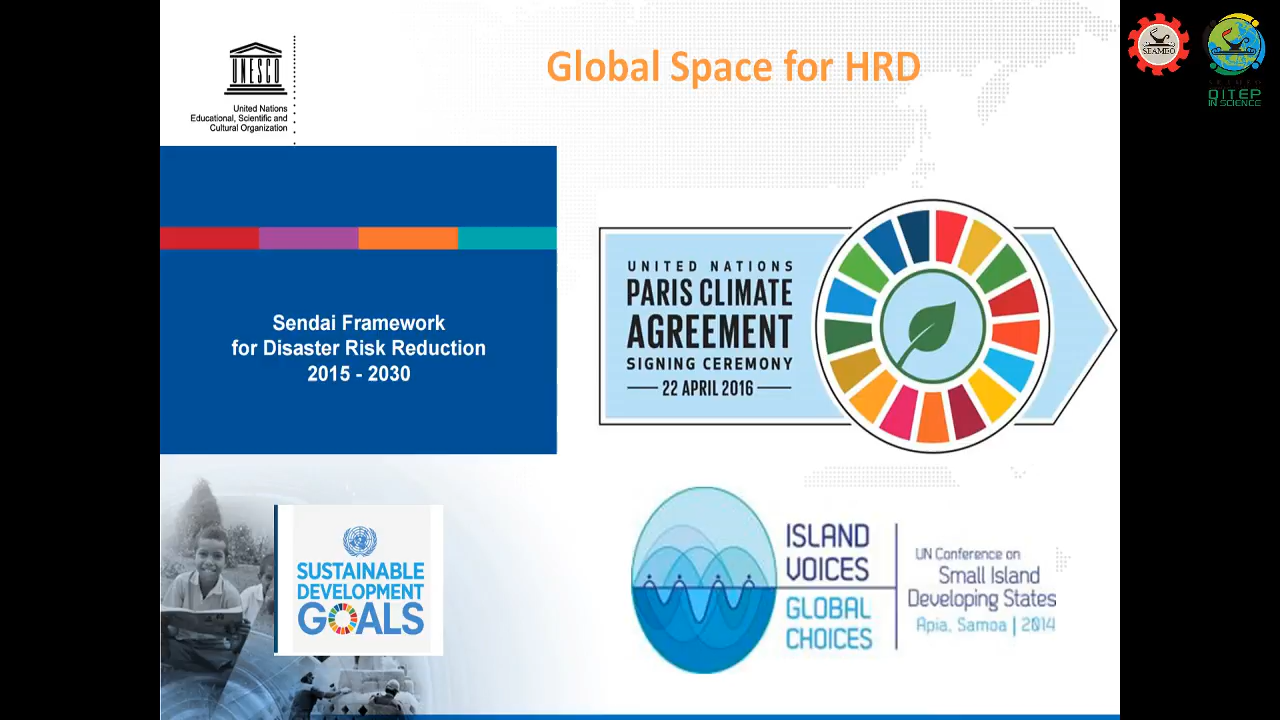 Global Space for HRD
UNESCO
United Nations
Educational, Scientific and
Cultural Organization
SEAMEO
QITEP
IN SCIENCE
Sendai Framework
for Disaster Risk Reduction
2015 - 2030
UNITED NATIONS
PARIS CLIMATE
AGREEMENT
SIGNING CEREMONY
22 APRIL 2016
SUSTAINABLE
DEVELOPMENT
GOALS
ISLAND
VOICES
GLOBAL
CHOICES
UN Conference on
Small Island
Developing States
Apia, Samoa | 2014